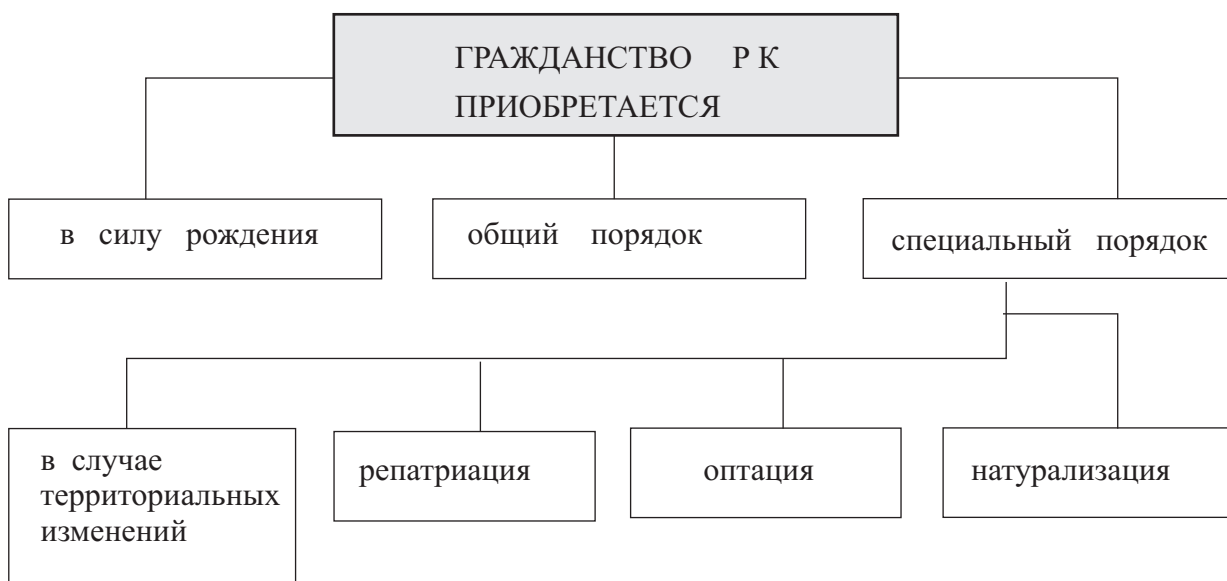 ГРАЖДАНСТВО Р К
ПРИОБРЕТАЕТСЯ
в силу рождения
общий порядок
специальный порядок
в случае
территориальных
изменений
репатриация
оптация
натурализация